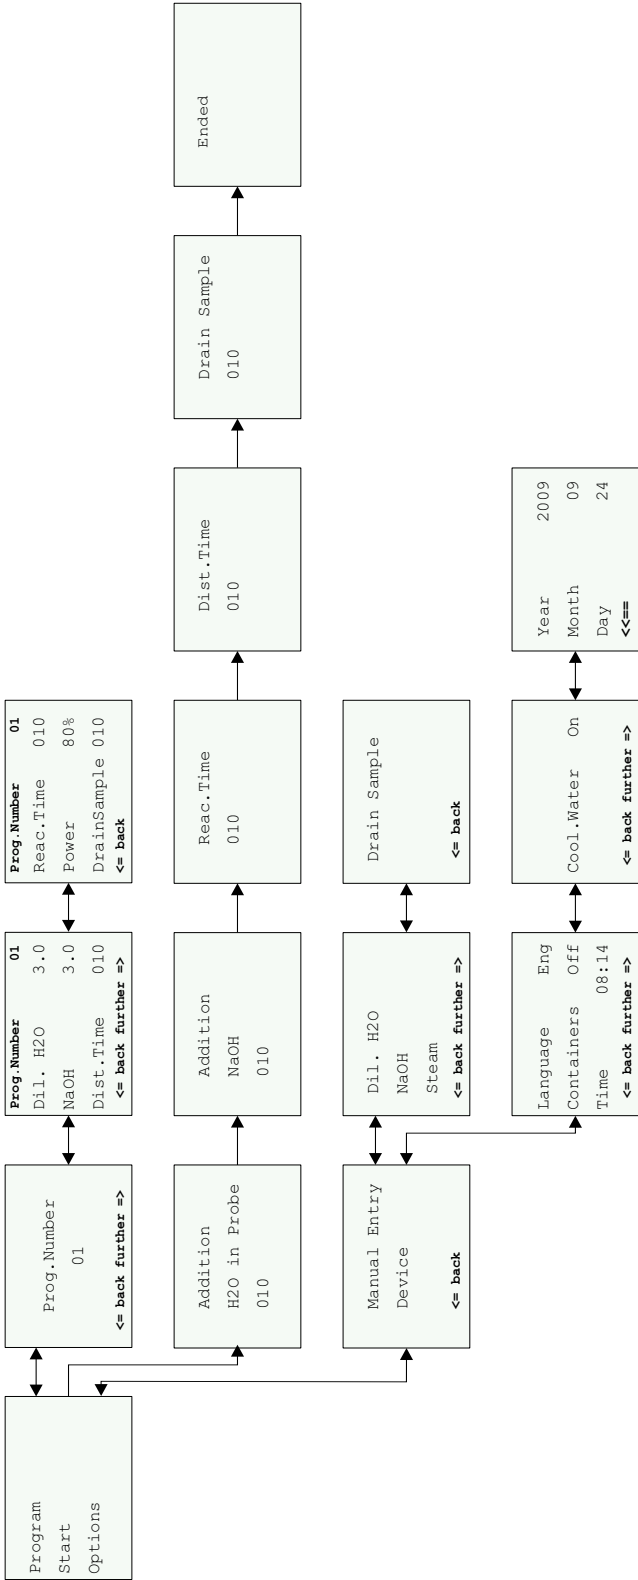 Program
Start
Options
Prog.Number
01
<= back further =>
Prog.Number 01
Dil. H2O 3.0
NaOH 3.0
Dist.Time 010
<= back further =>
Prog.Number 01
Reac.Time 010
Power 80%
DrainSample 010
<= back
Addition
H2O in Probe
010
Addition
NaOH
010
Reac.Time
010
Dist.Time
010
Drain Sample
010
Ended
Manual Entry
Device
<= back
Dil. H2O
NaOH
Steam
<= back further =>
Drain Sample
<= back
Language Eng
Containers Off
Time 08:14
<= back further =>
Cool.Water On
<= back further =>
Year 2009
Month 09
Day 24
<<==